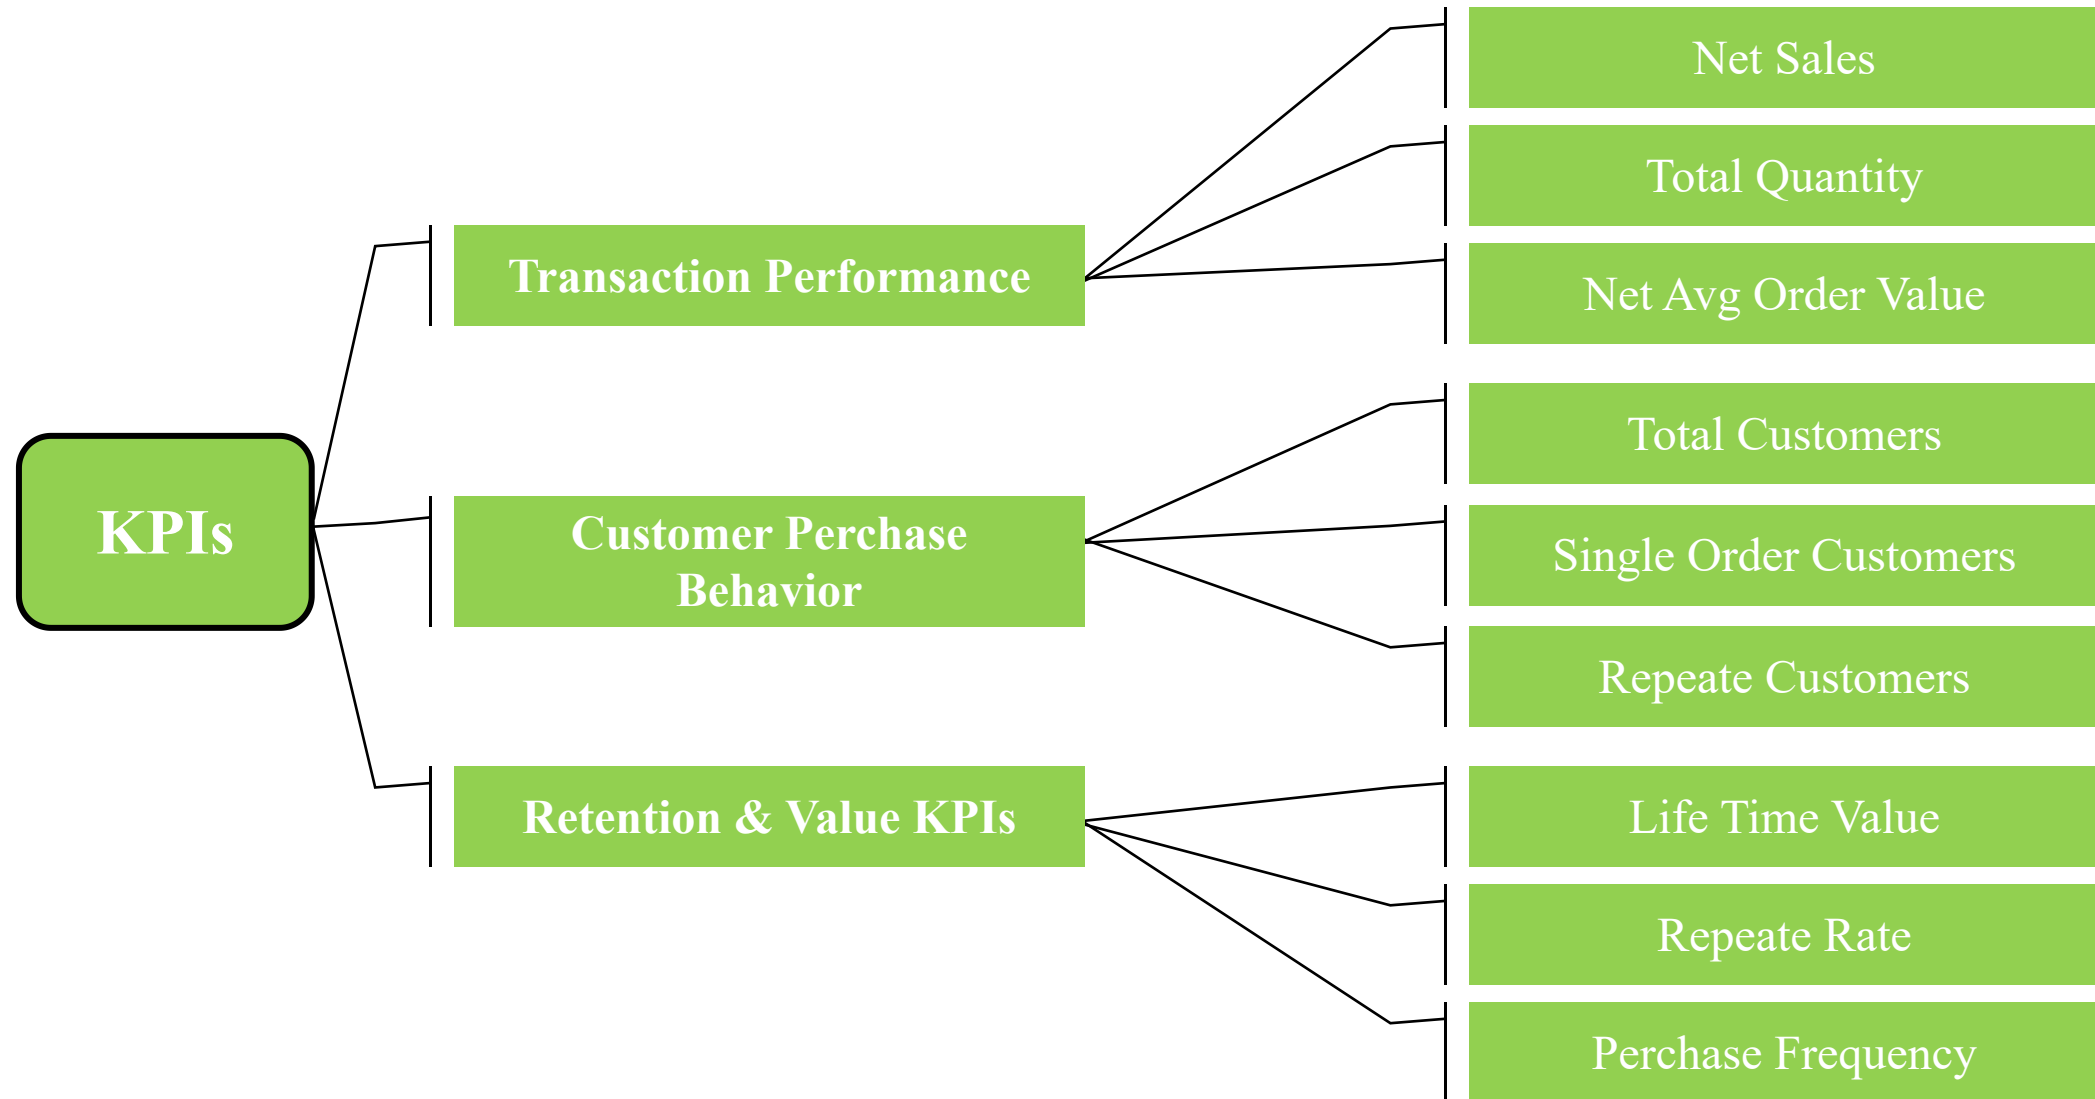 KPIs
Transaction Performance
Net Sales
Total Quantity
Net Avg Order Value
Customer Perchase
Behavior
Total Customers
Single Order Customers
Repeate Customers
Retention & Value KPIs
Life Time Value
Repeate Rate
Perchase Frequency